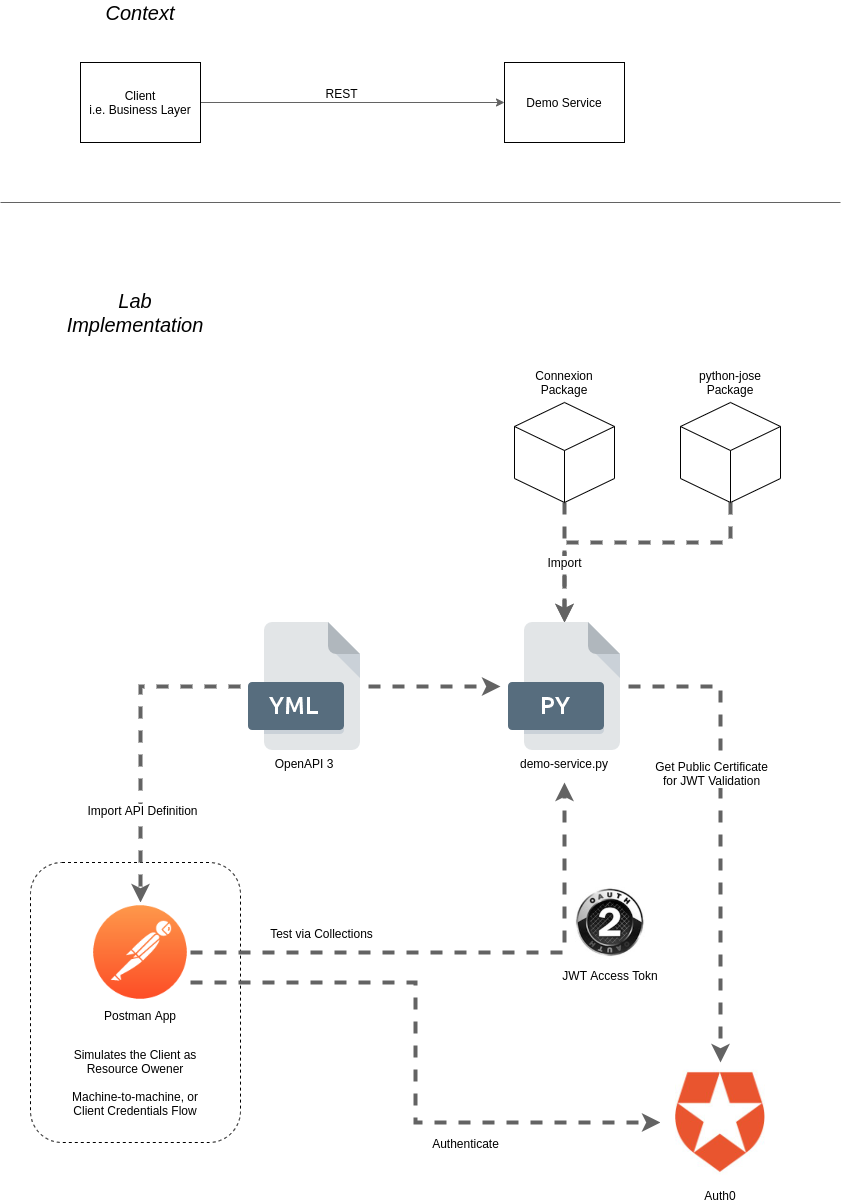 Context
Client
i.e. Business Layer
REST
Demo Service
Lab
Implementation
Connexion
Package
python-jose
Package
Import
YML
PY
OpenAPI 3
demo-service.py
Get Public Certificate
for JWT Validation
Import API Definition
Test via Collections
OAUTH
2
OAUTH
JWT Access Tokn
Postman App
Simulates the Client as
Resource Owener
Machine-to-machine, or
Client Credentials Flow
Authenticate
Auth0